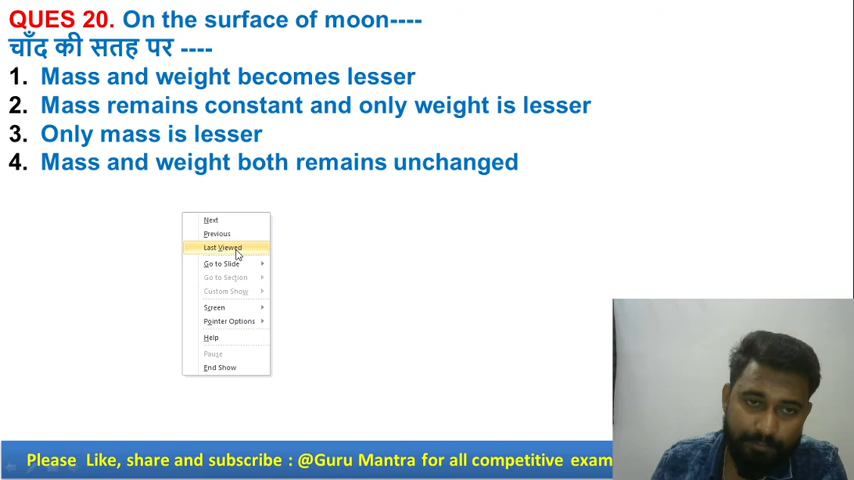 QUES 20. On the surface of moon----
चाँद की सतह पर ----
1. Mass and weight becomes lesser
2. Mass remains constant and only weight is lesser
3. Only mass is lesser
4. Mass and weight both remains unchanged
Next
Previous
Last Viewed
Go to Slide
Go to Section
Custom Show
Screen
Pointer Options
Help
Pause
End Show
Please Like, share and subscribe : @Guru Mantra for all competitive exam